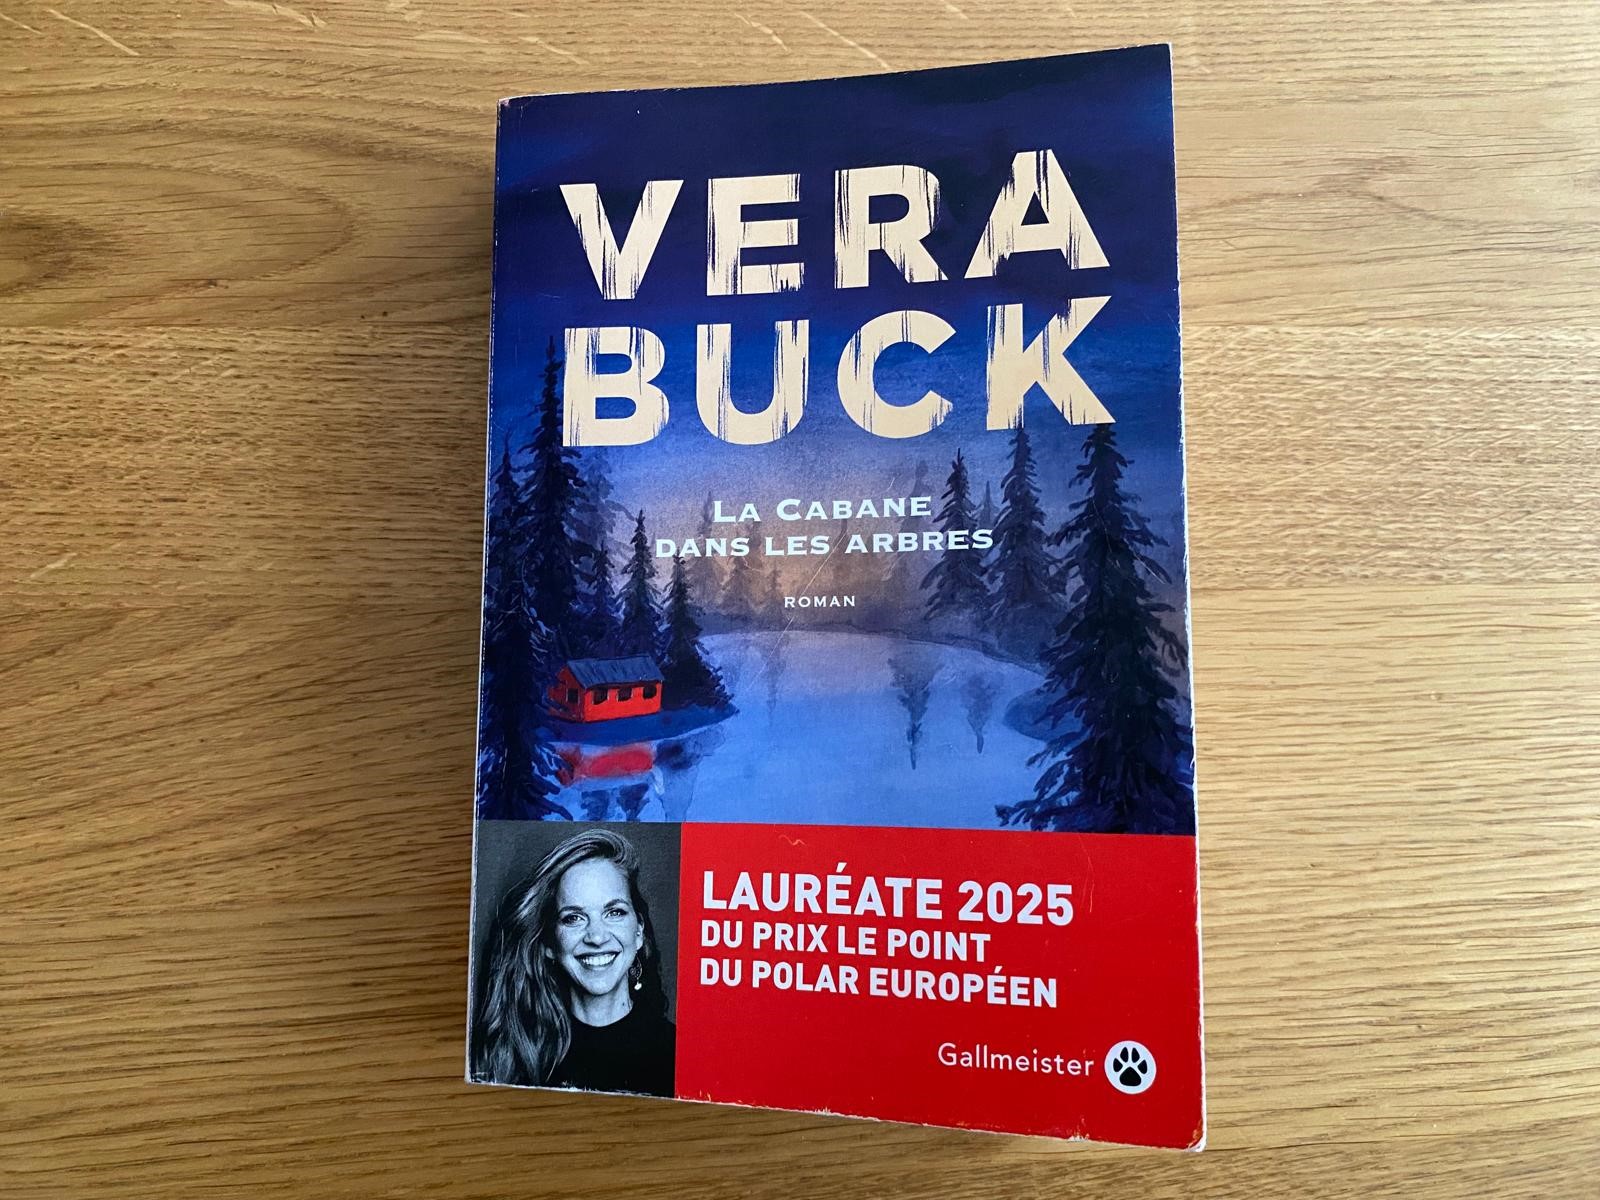 VERA
BUCK
LA CABANE
DANS LES ARBRES
ROMAN
LAURÉATE 2025
DU PRIX LE POINT
DU POLAR EUROPÉEN
Gallmeister